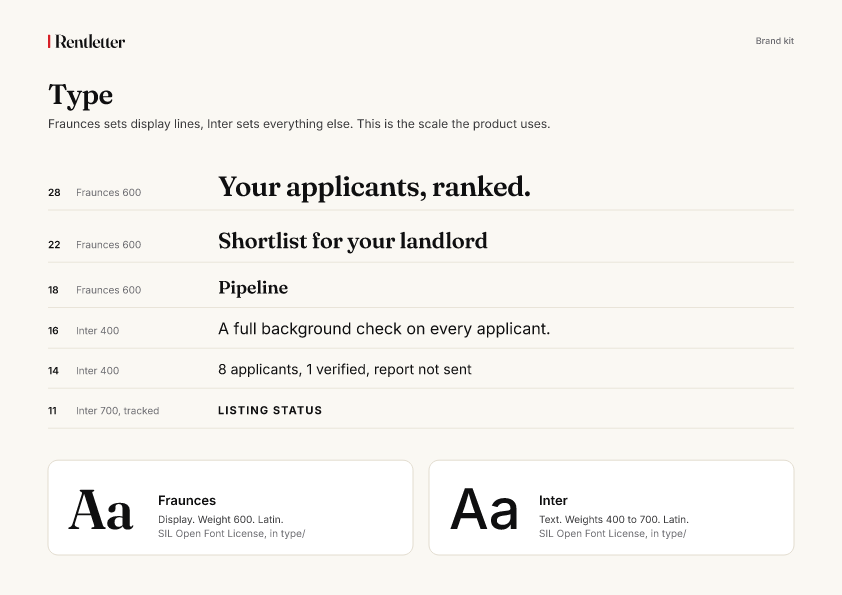 Rentletter
Brand kit
Type
Fraunces sets display lines, Inter sets everything else. This is the scale the product uses.
28 Fraunces 600 Your applicants, ranked.
22 Fraunces 600 Shortlist for your landlord
18 Fraunces 600 Pipeline
16 Inter 400 A full background check on every applicant.
14 Inter 400 8 applicants, 1 verified, report not sent
11 Inter 700, tracked LISTING STATUS
Aa
Fraunces
Display. Weight 600. Latin.
SIL Open Font License, in type/
Aa
Inter
Text. Weights 400 to 700. Latin.
SIL Open Font License, in type/